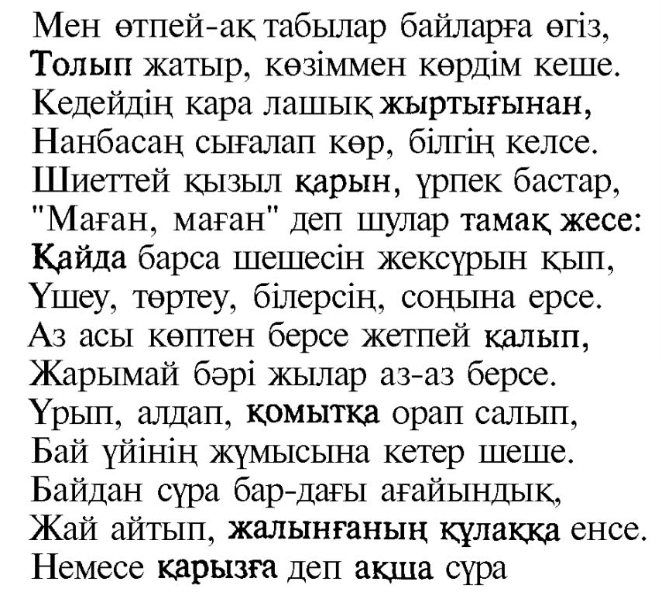 Мен өтпей-ақ табылар байларға өгіз,
Толып жатыр, көзіммен көрдім кеше.
Кедейдің кара лашық жыртығынан,
Нанбасаң сығалап көр, білгің келсе.
Шиеттей қызыл қарын, үрпек бастар,
"Маған, маған" деп шулар тамақ жесе:
Қайда барса шешесін жексүрын қып,
Үшеу, төртеу, білерсің, соңына ерсе.
Аз асы көптен берсе жетпей қалып,
Жарымай бәрі жылар аз-аз берсе.
Үрып, алдап, қомытқа орап салып,
Бай үйінің жүмысына кетер шеше.
Байдан сүра бар-дағы ағайындық,
Жай айтып, жалынғаның құлаққа енсе.
Немесе қарызға деп ақша сүра